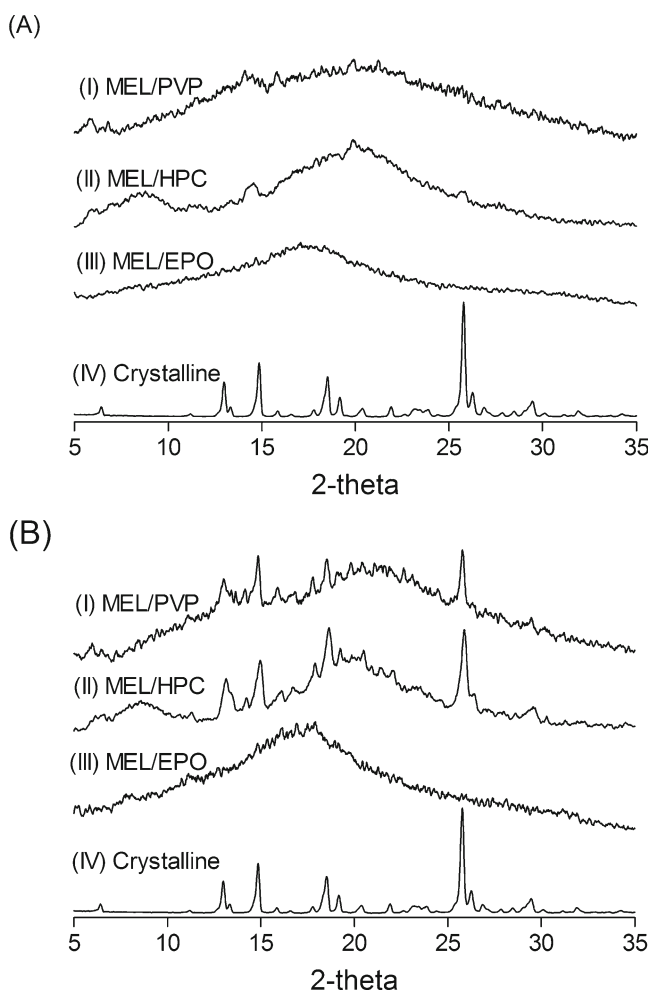 (A)
(I) MEL/PVP
(II) MEL/HPC
(III) MEL/EPO
(IV) Crystalline
5 10 15 20 25 30 35
2-theta
(B)
(I) MEL/PVP
(II) MEL/HPC
(III) MEL/EPO
(IV) Crystalline
5 10 15 20 25 30 35
2-theta